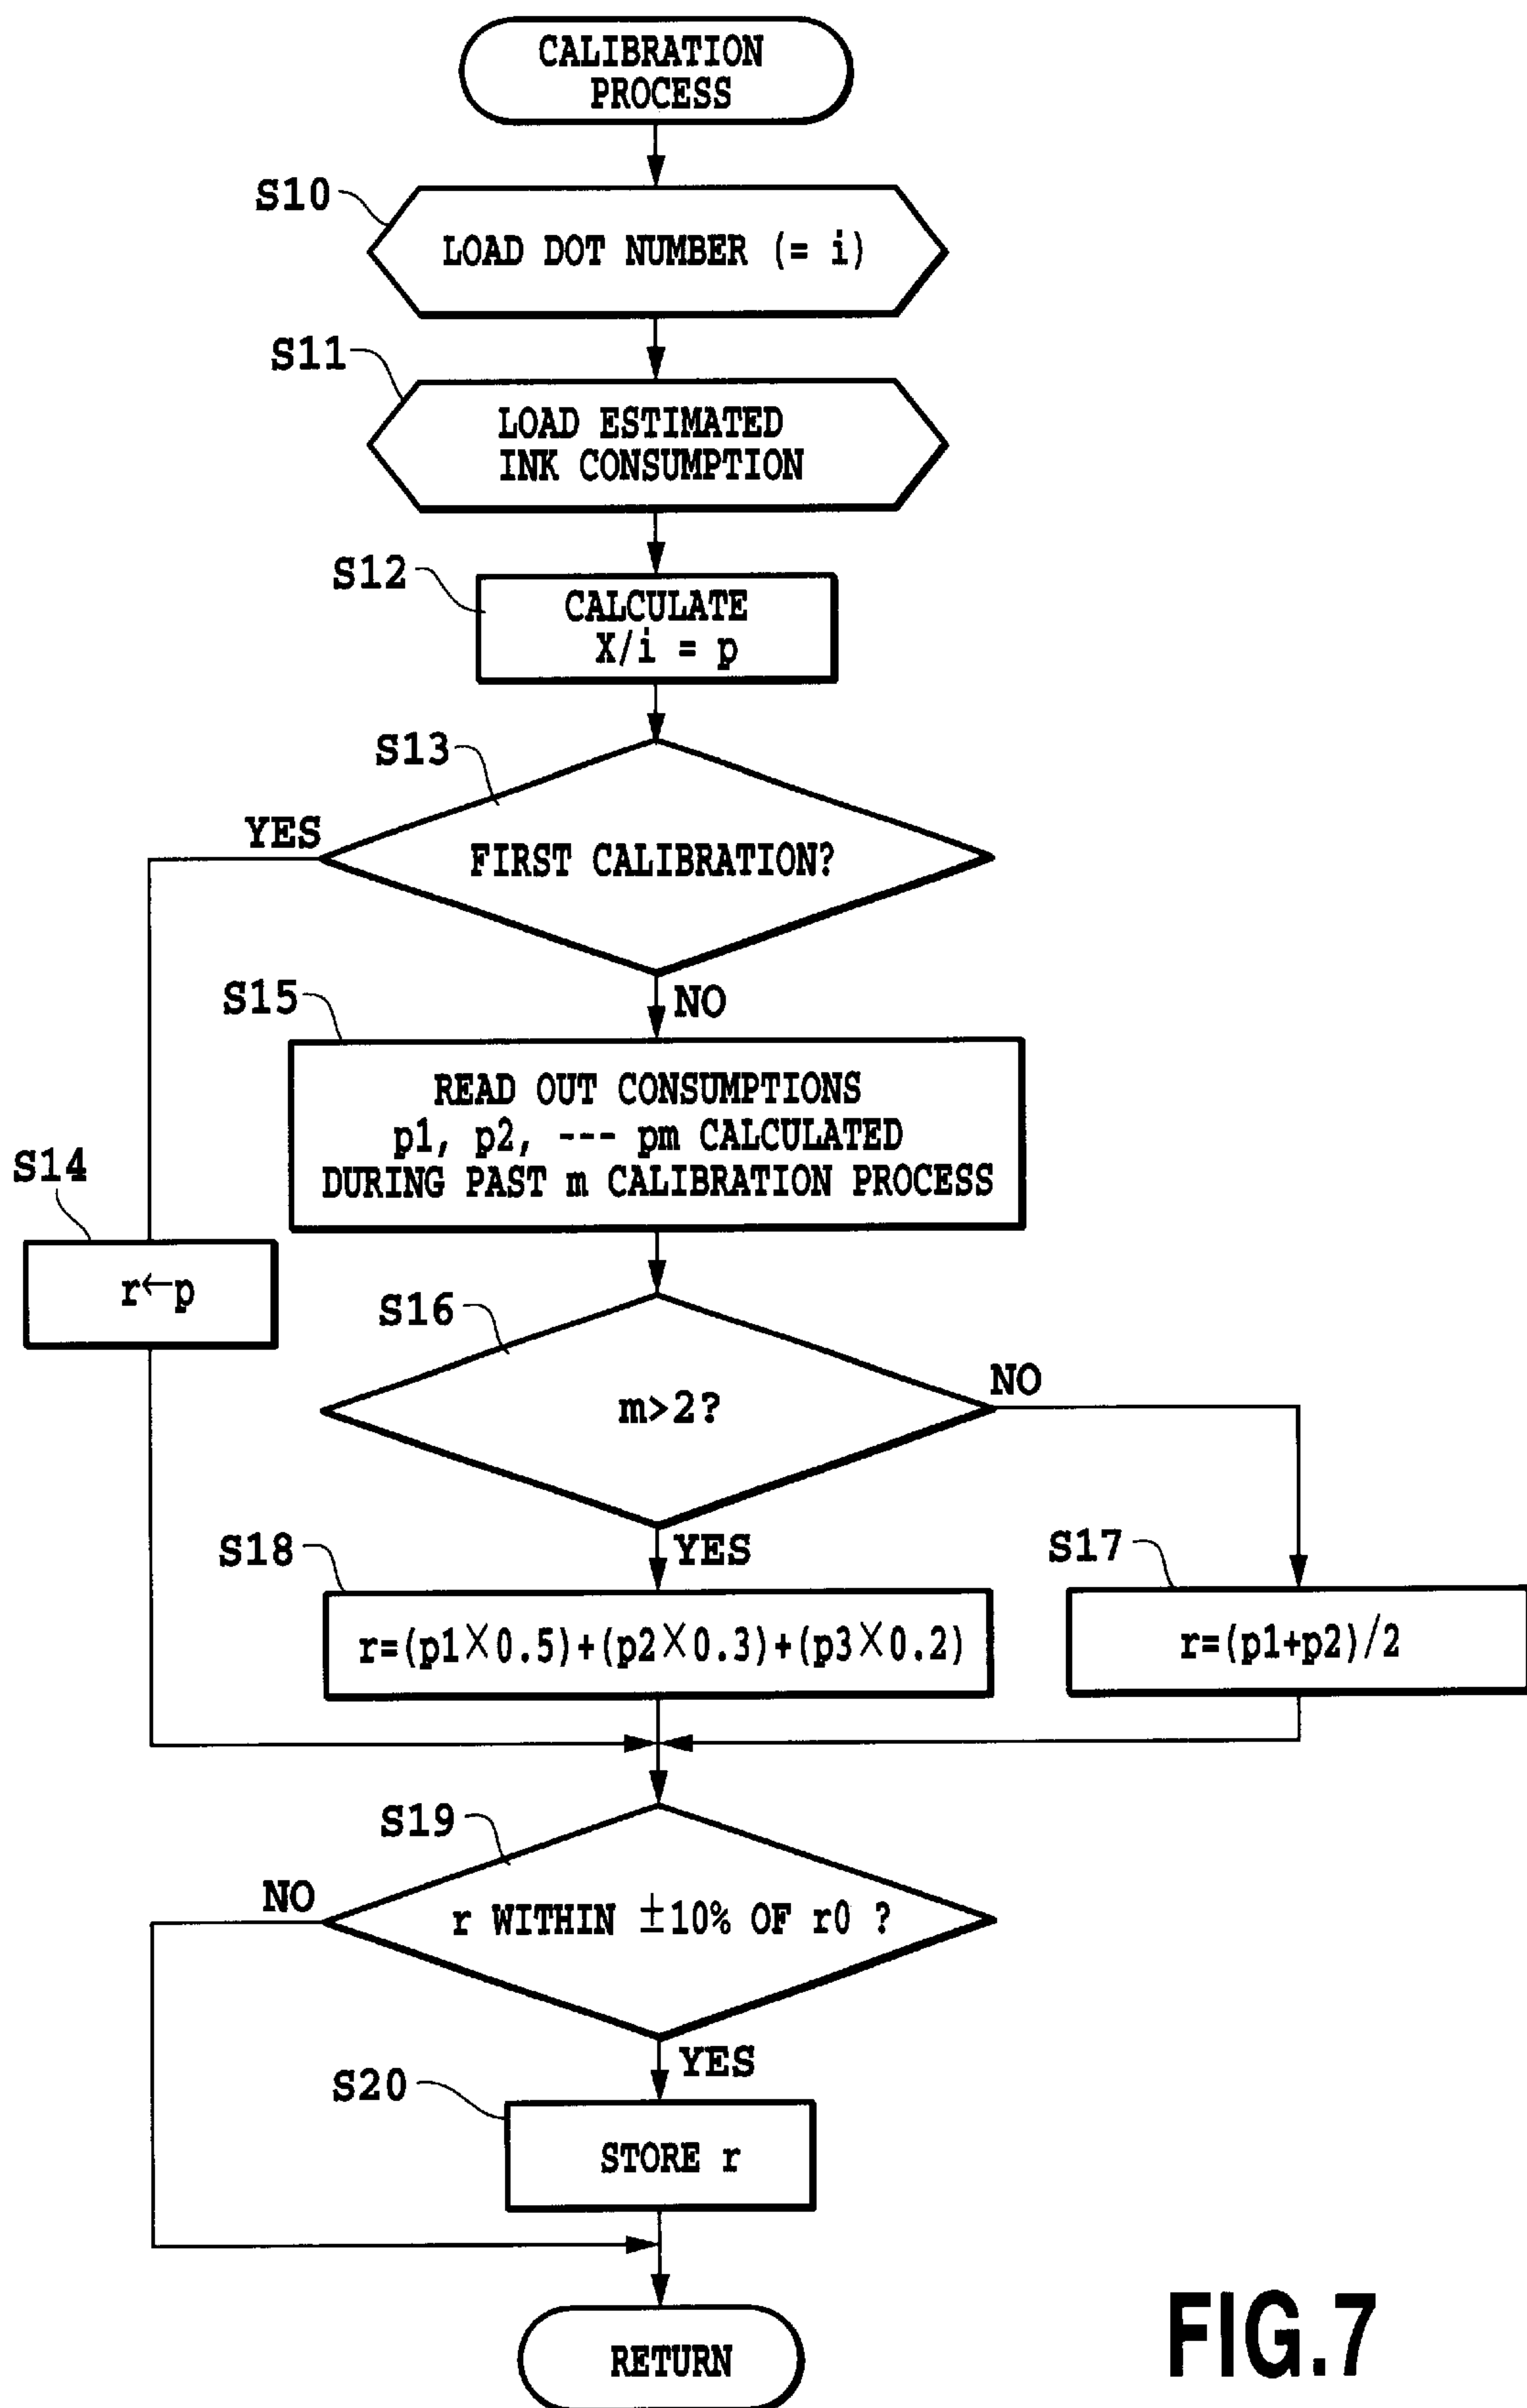 CALIBRATION
PROCESS
S10
LOAD DOT NUMBER (= i)
S11
LOAD ESTIMATED
INK CONSUMPTION
S12
CALCULATE
X/i = p
S13
YES
FIRST CALIBRATION?
NO
S15
READ OUT CONSUMPTIONS
p1, p2, --- pm CALCULATED
DURING PAST m CALIBRATION PROCESS
S14
r←p
S16
m>2?
NO
YES
S18
r=(p1×0.5)+(p2×0.3)+(p3×0.2)
S17
r=(p1+p2)/2
S19
NO
r WITHIN ±10% OF r0 ?
YES
S20
STORE r
RETURN
FIG.7